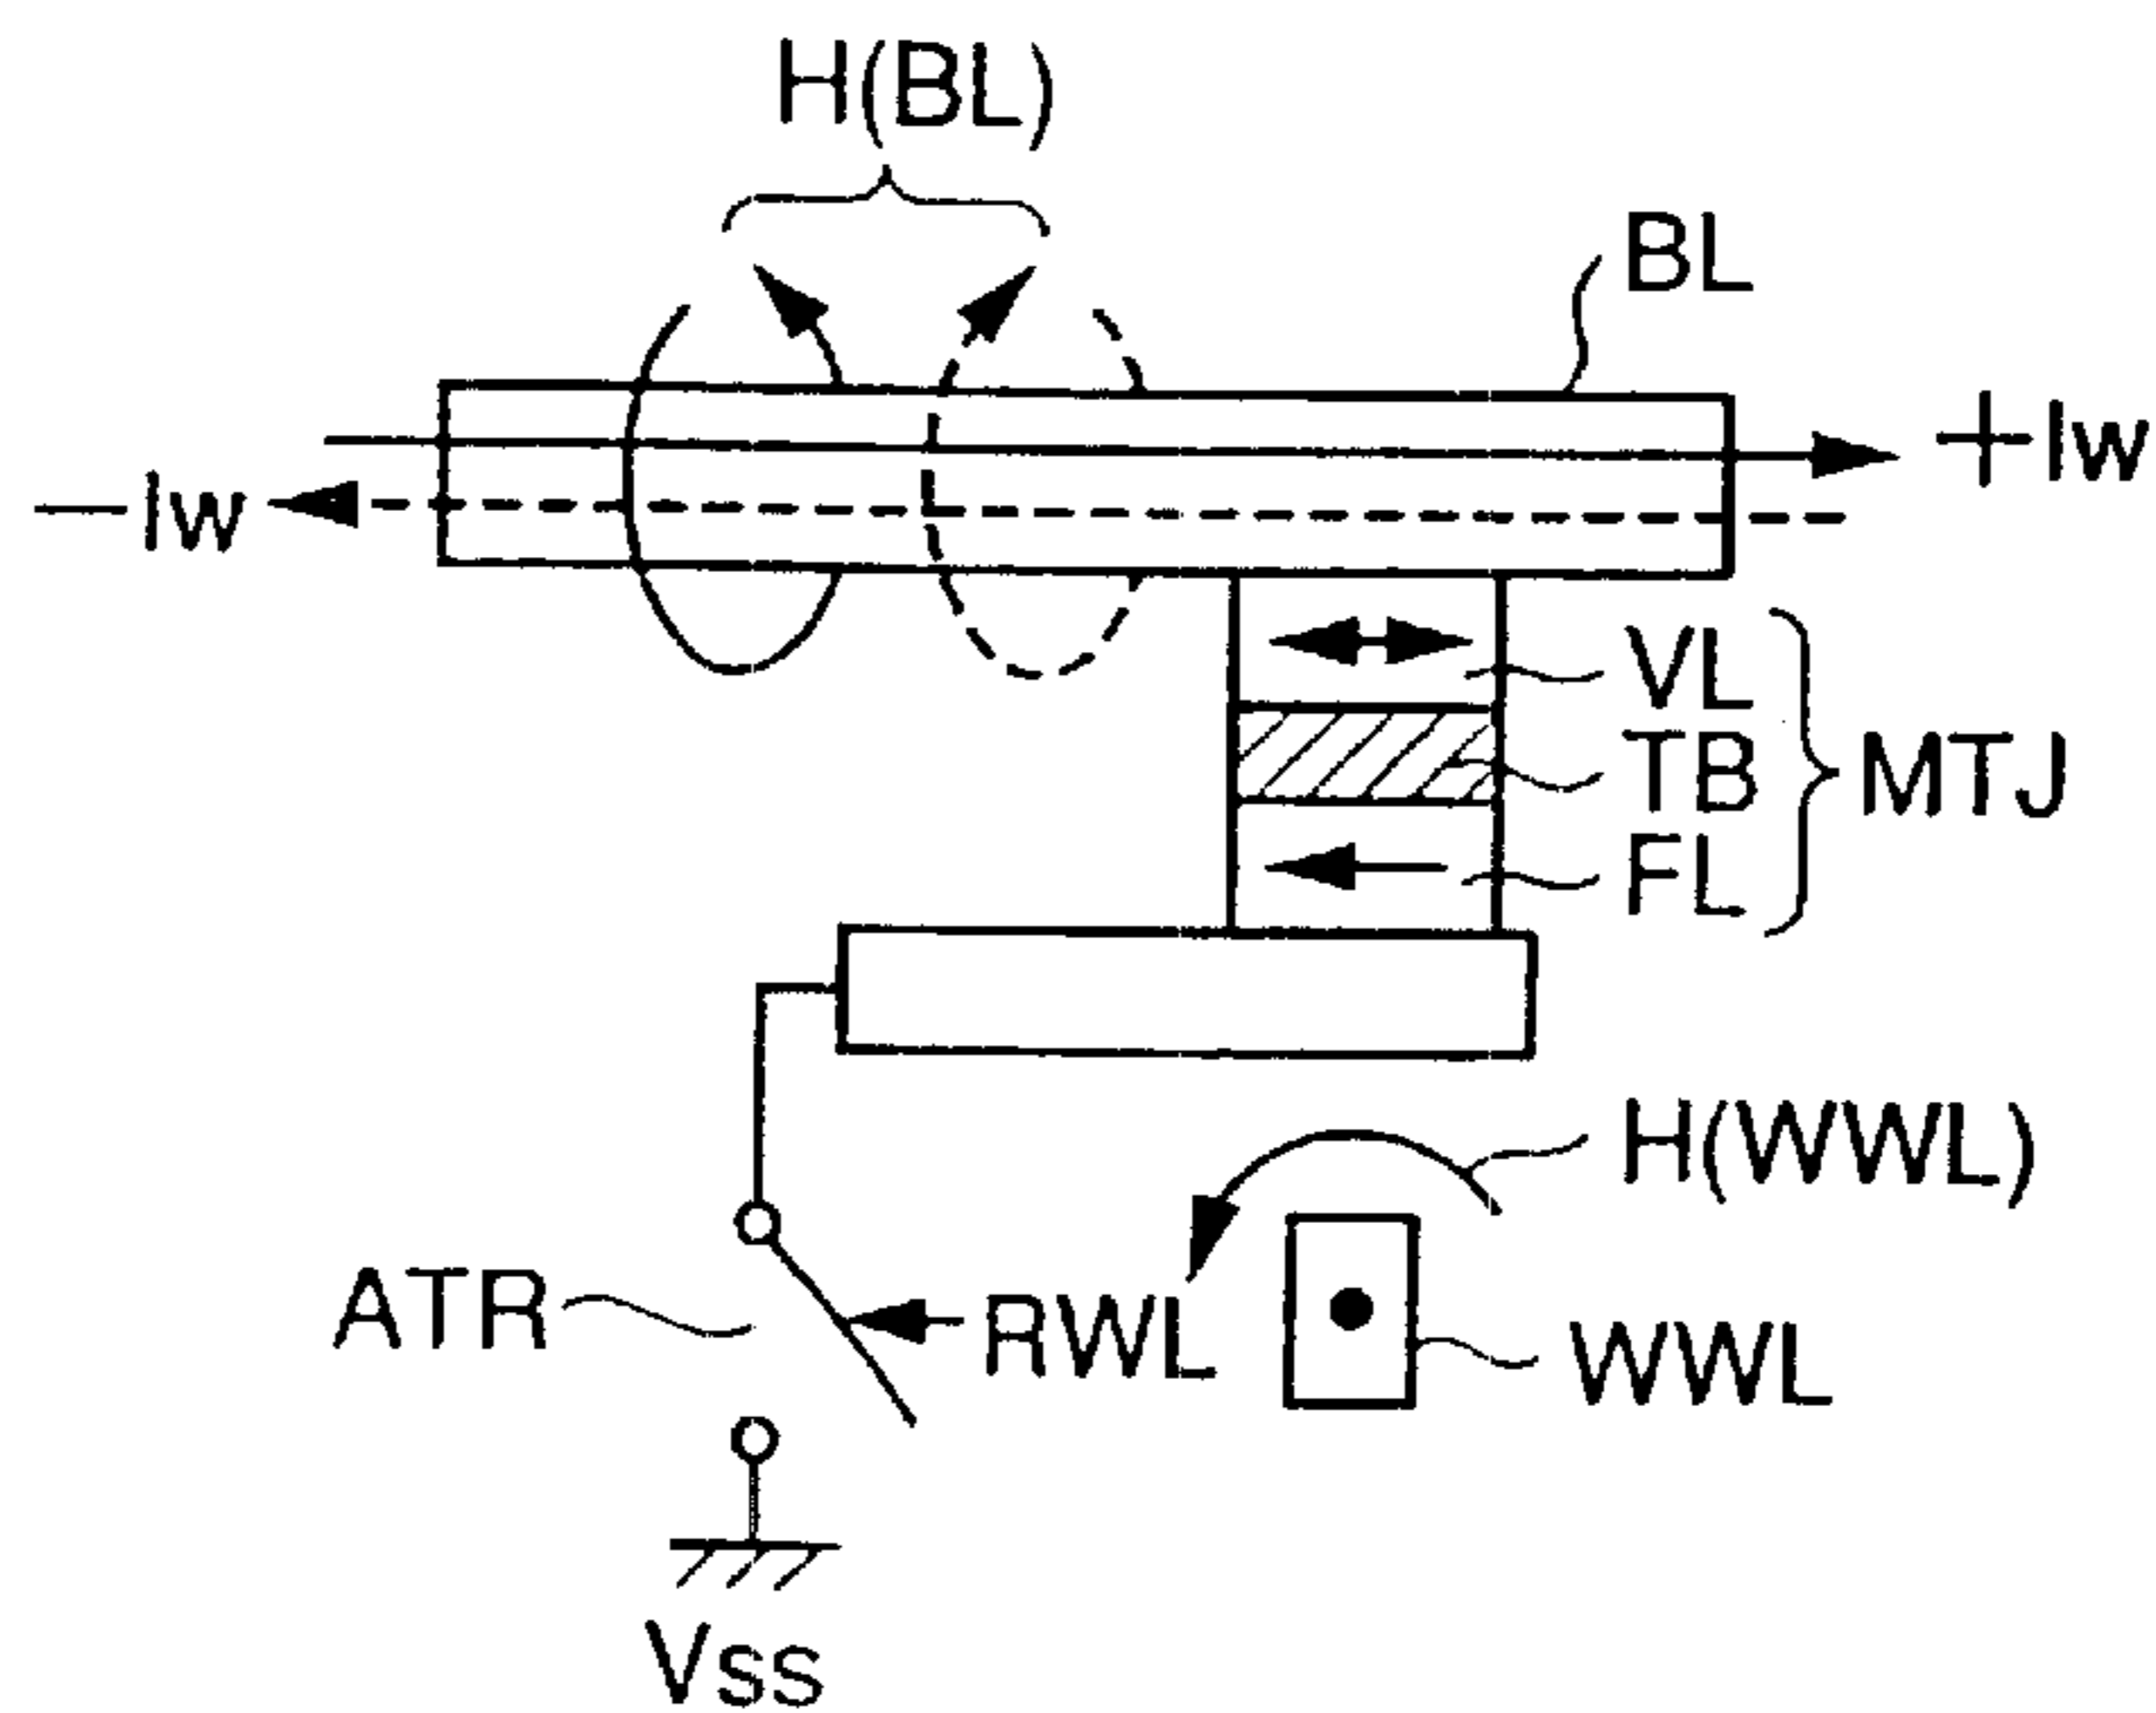 H(BL)
BL
+Iw
—Iw
VL
TB
MTJ
FL
H(WWL)
ATR
RWL
WWL
Vss